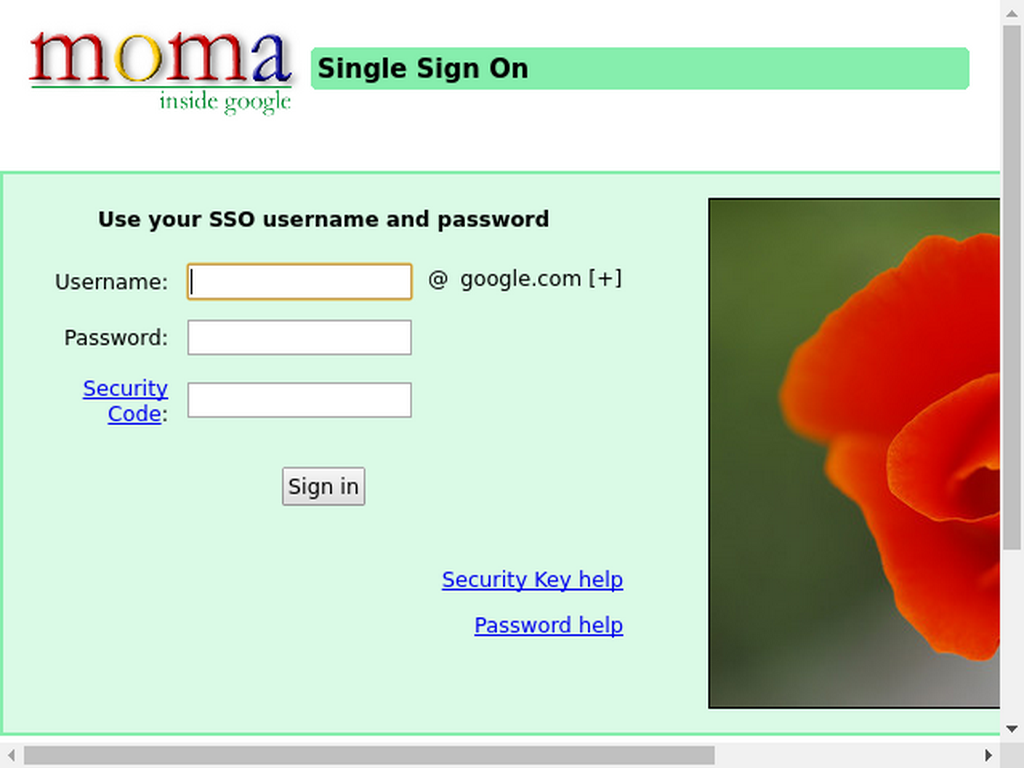 moma
inside google
Single Sign On
Use your SSO username and password
Username:
@ google.com [+]
Password:
Security
Code:
Sign in
Security Key help
Password help